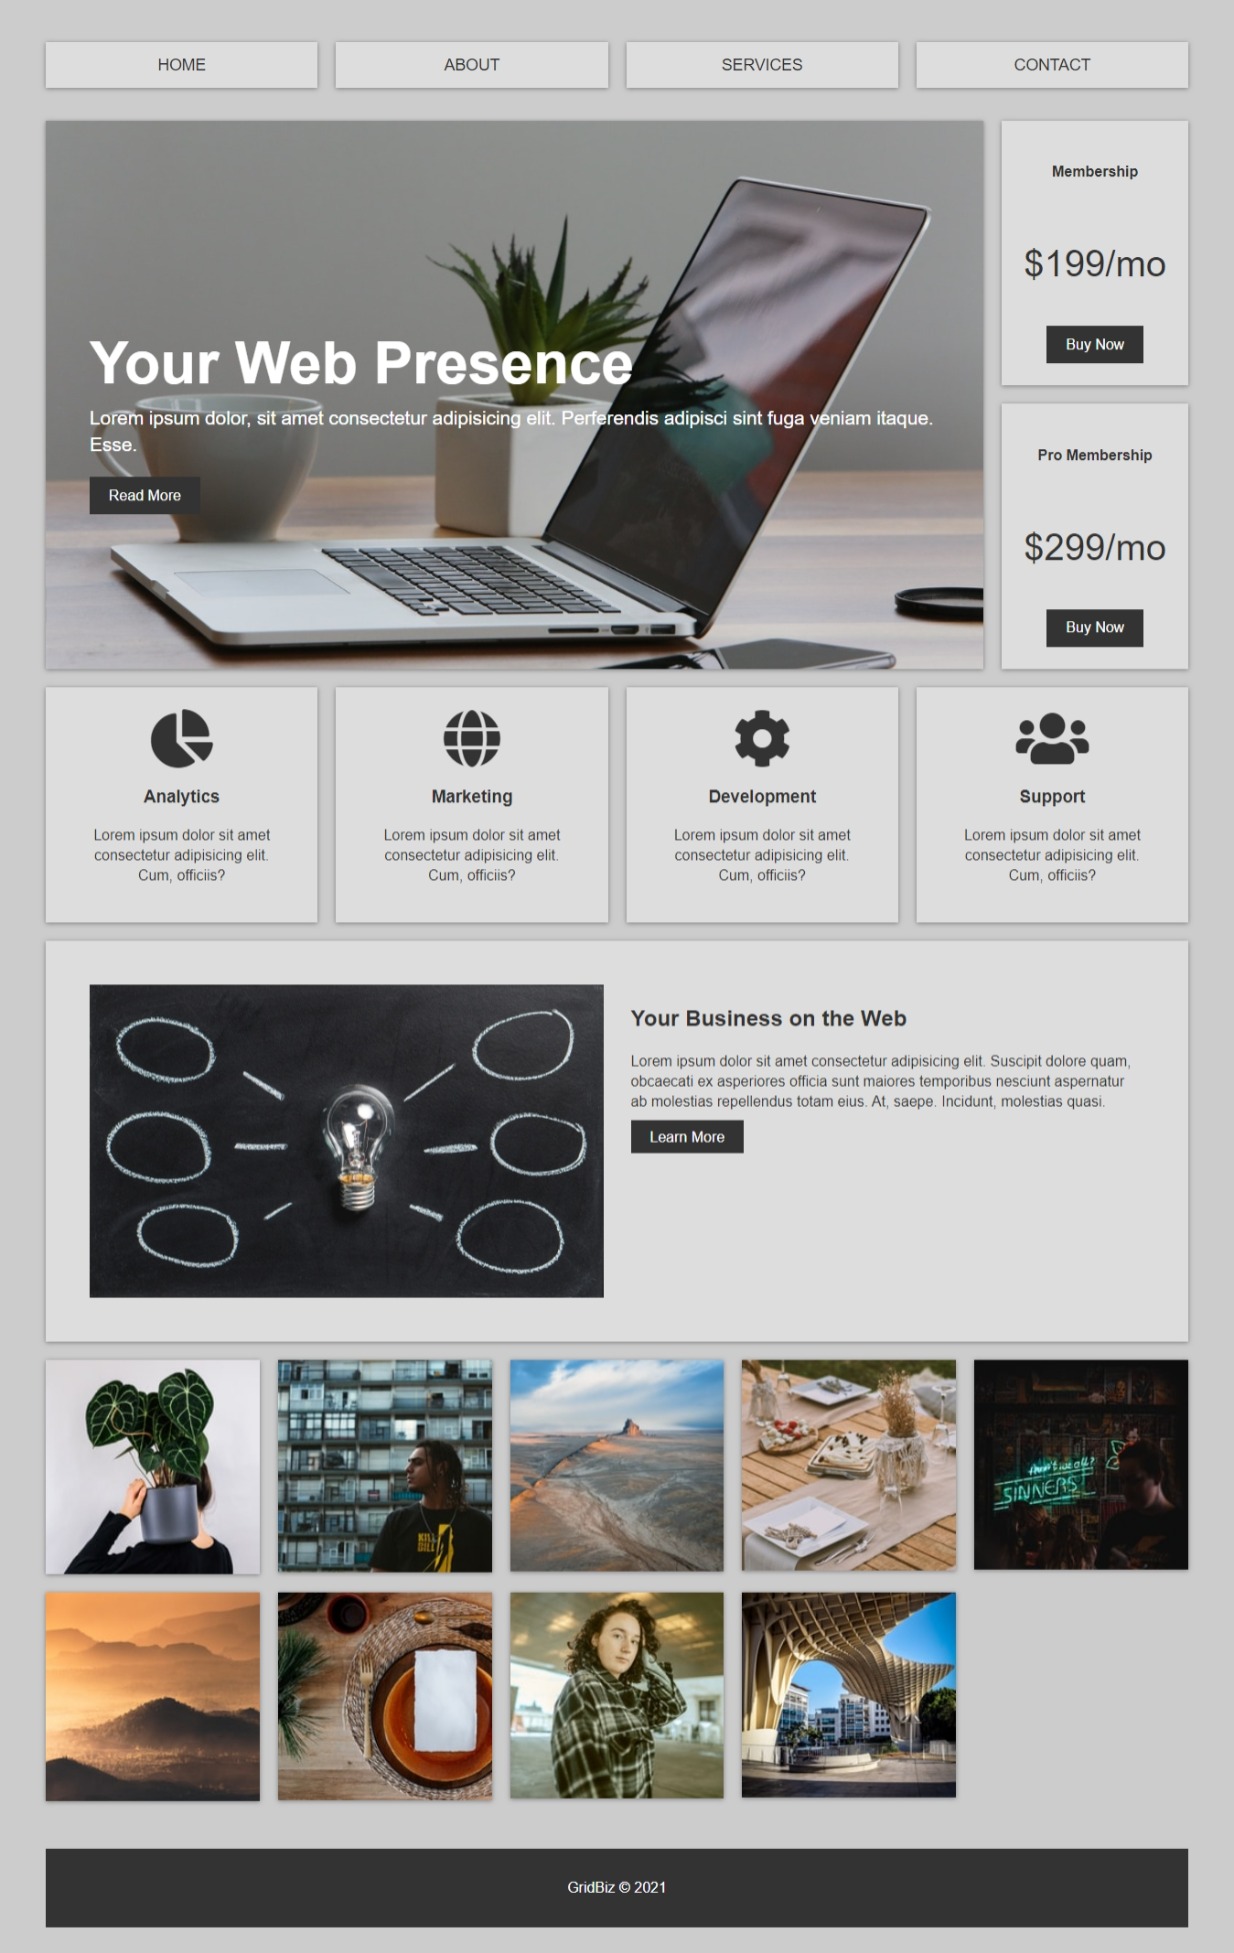 HOME
ABOUT
SERVICES
CONTACT
Your Web Presence
Lorem ipsum dolor, sit amet consectetur adipisicing elit. Perferendis adipisci sint fuga veniam itaque.
Esse.
Read More
Membership
$199/mo
Buy Now
Pro Membership
$299/mo
Buy Now
Analytics
Lorem ipsum dolor sit amet
consectetur adipisicing elit.
Cum, officiis?
Marketing
Lorem ipsum dolor sit amet
consectetur adipisicing elit.
Cum, officiis?
Development
Lorem ipsum dolor sit amet
consectetur adipisicing elit.
Cum, officiis?
Support
Lorem ipsum dolor sit amet
consectetur adipisicing elit.
Cum, officiis?
Your Business on the Web
Lorem ipsum dolor sit amet consectetur adipisicing elit. Suscipit dolore quam,
obcaecati ex asperiores officia sunt maiores temporibus nesciunt aspernatur
ab molestias repellendus totam eius. At, saepe. Incidunt, molestias quasi.
Learn More
KILL
BILL
SINNERS
GridBiz © 2021